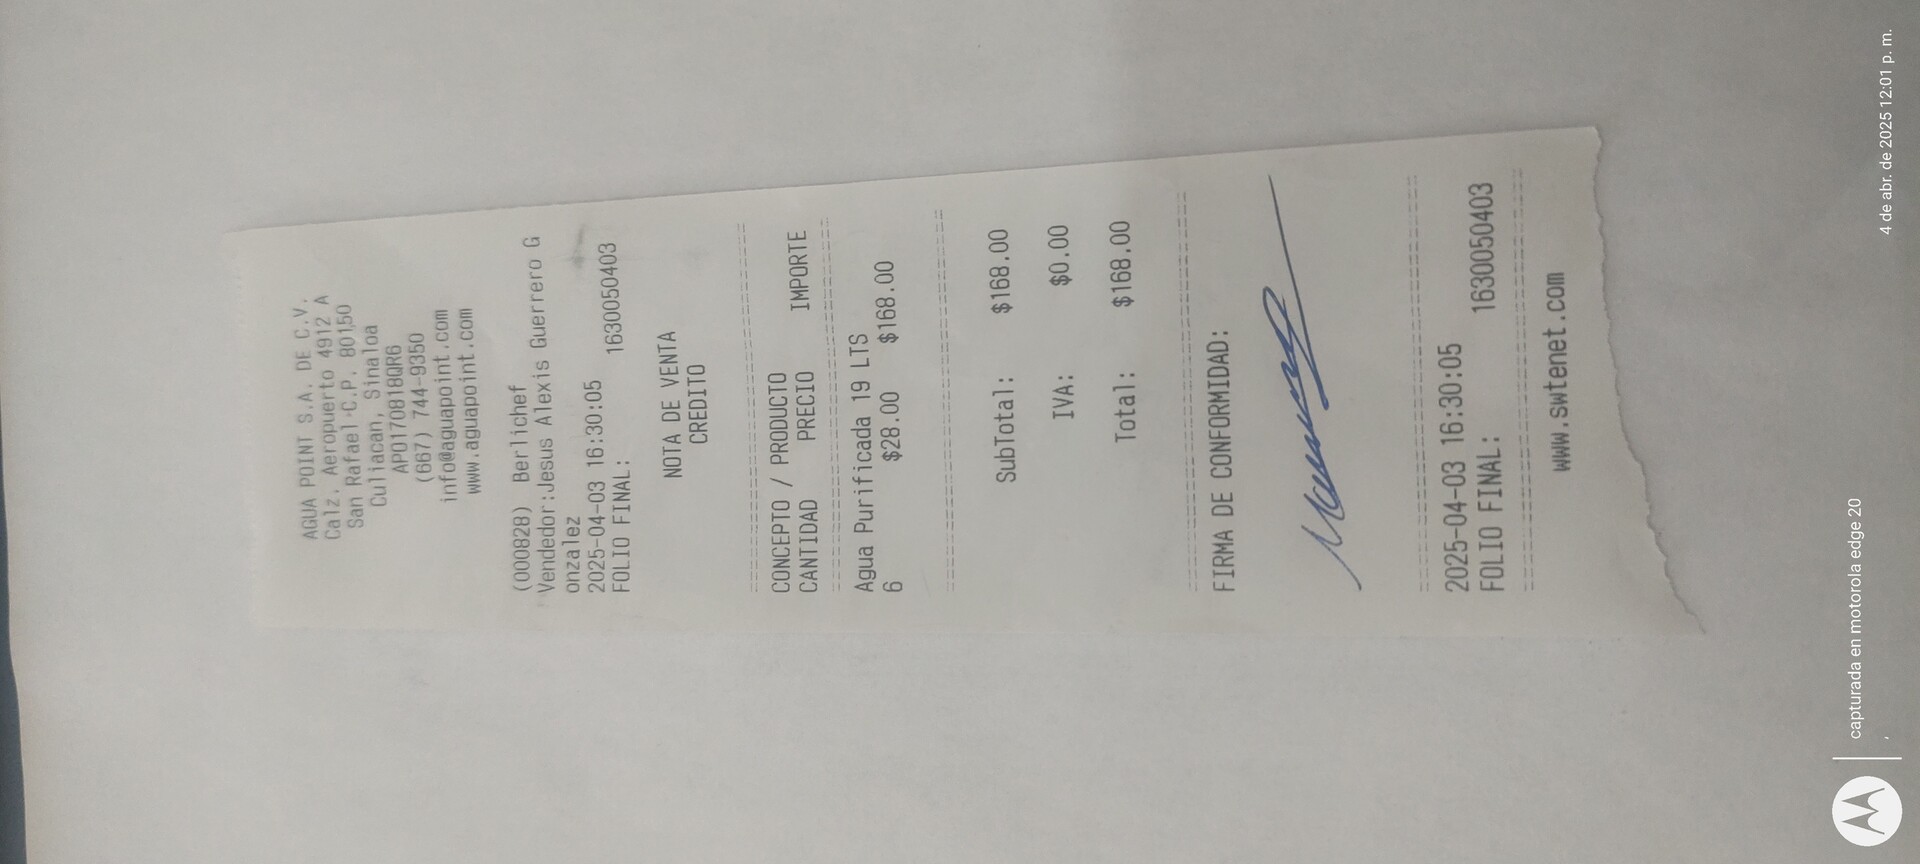 AGUA POINT S.A. DE C.V.
Calz. Aeropuerto 4912 A
San Rafael C.P. 80150
Culiacan, Sinaloa
APO170818QR6
(667) 744-9350
info@aguapoint.com
www.aguapoint.com
(000828) Berlichef
Vendedor:Jesus Alexis Guerrero G
onzalez
2025-04-03 16:30:05
FOLIO FINAL: 1630050403
NOTA DE VENTA
CREDITO
CONCEPTO / PRODUCTO
CANTIDAD PRECIO IMPORTE
Agua Purificada 19 LTS
6 $28.00 $168.00
SubTotal: $168.00
IVA: $0.00
Total: $168.00
FIRMA DE CONFORMIDAD:
2025-04-03 16:30:05
FOLIO FINAL: 1630050403
www.swtenet.com
capturada en motorola edge 20
,
4 de abr. de 2025 12:01 p. m.